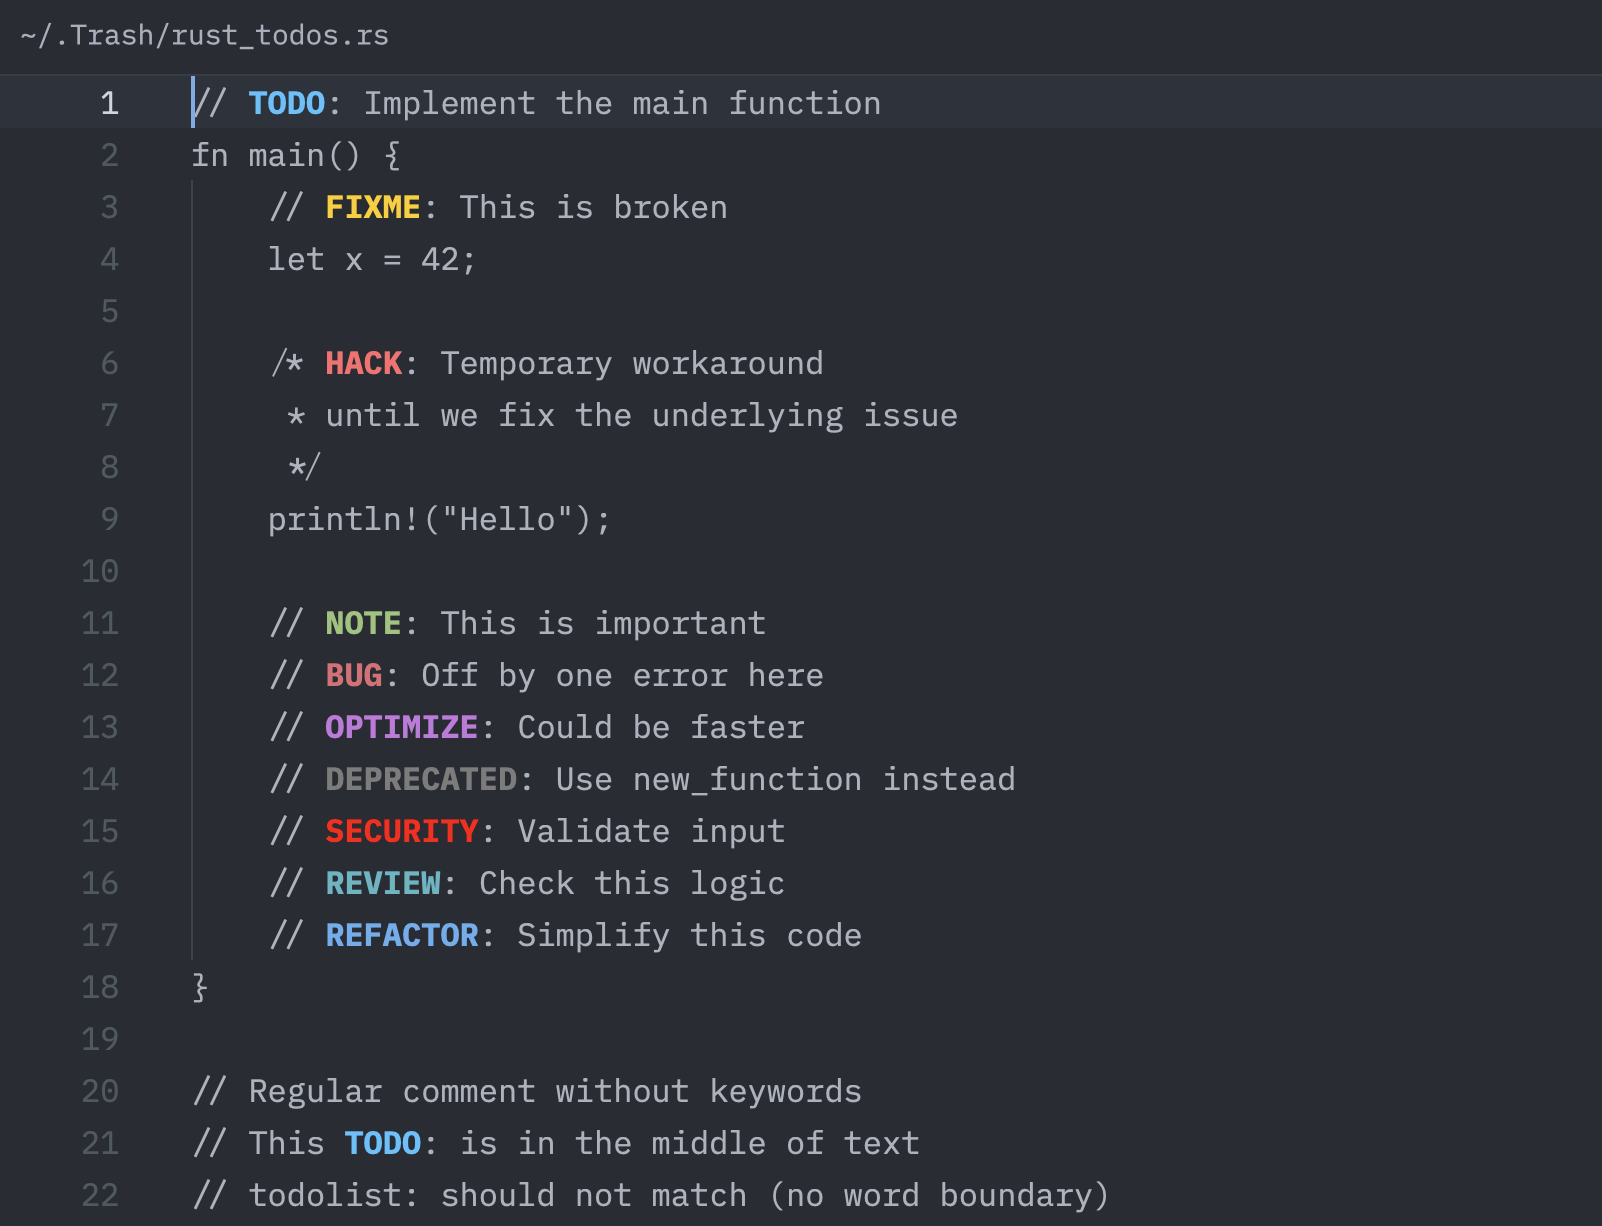 ~/.Trash/rust_todos.rs
1 // TODO: Implement the main function
2 fn main() {
3     // FIXME: This is broken
4     let x = 42;
5
6     /* HACK: Temporary workaround
7      * until we fix the underlying issue
8      */
9     println!("Hello");
10
11     // NOTE: This is important
12     // BUG: Off by one error here
13     // OPTIMIZE: Could be faster
14     // DEPRECATED: Use new_function instead
15     // SECURITY: Validate input
16     // REVIEW: Check this logic
17     // REFACTOR: Simplify this code
18 }
19
20 // Regular comment without keywords
21 // This TODO: is in the middle of text
22 // todolist: should not match (no word boundary)